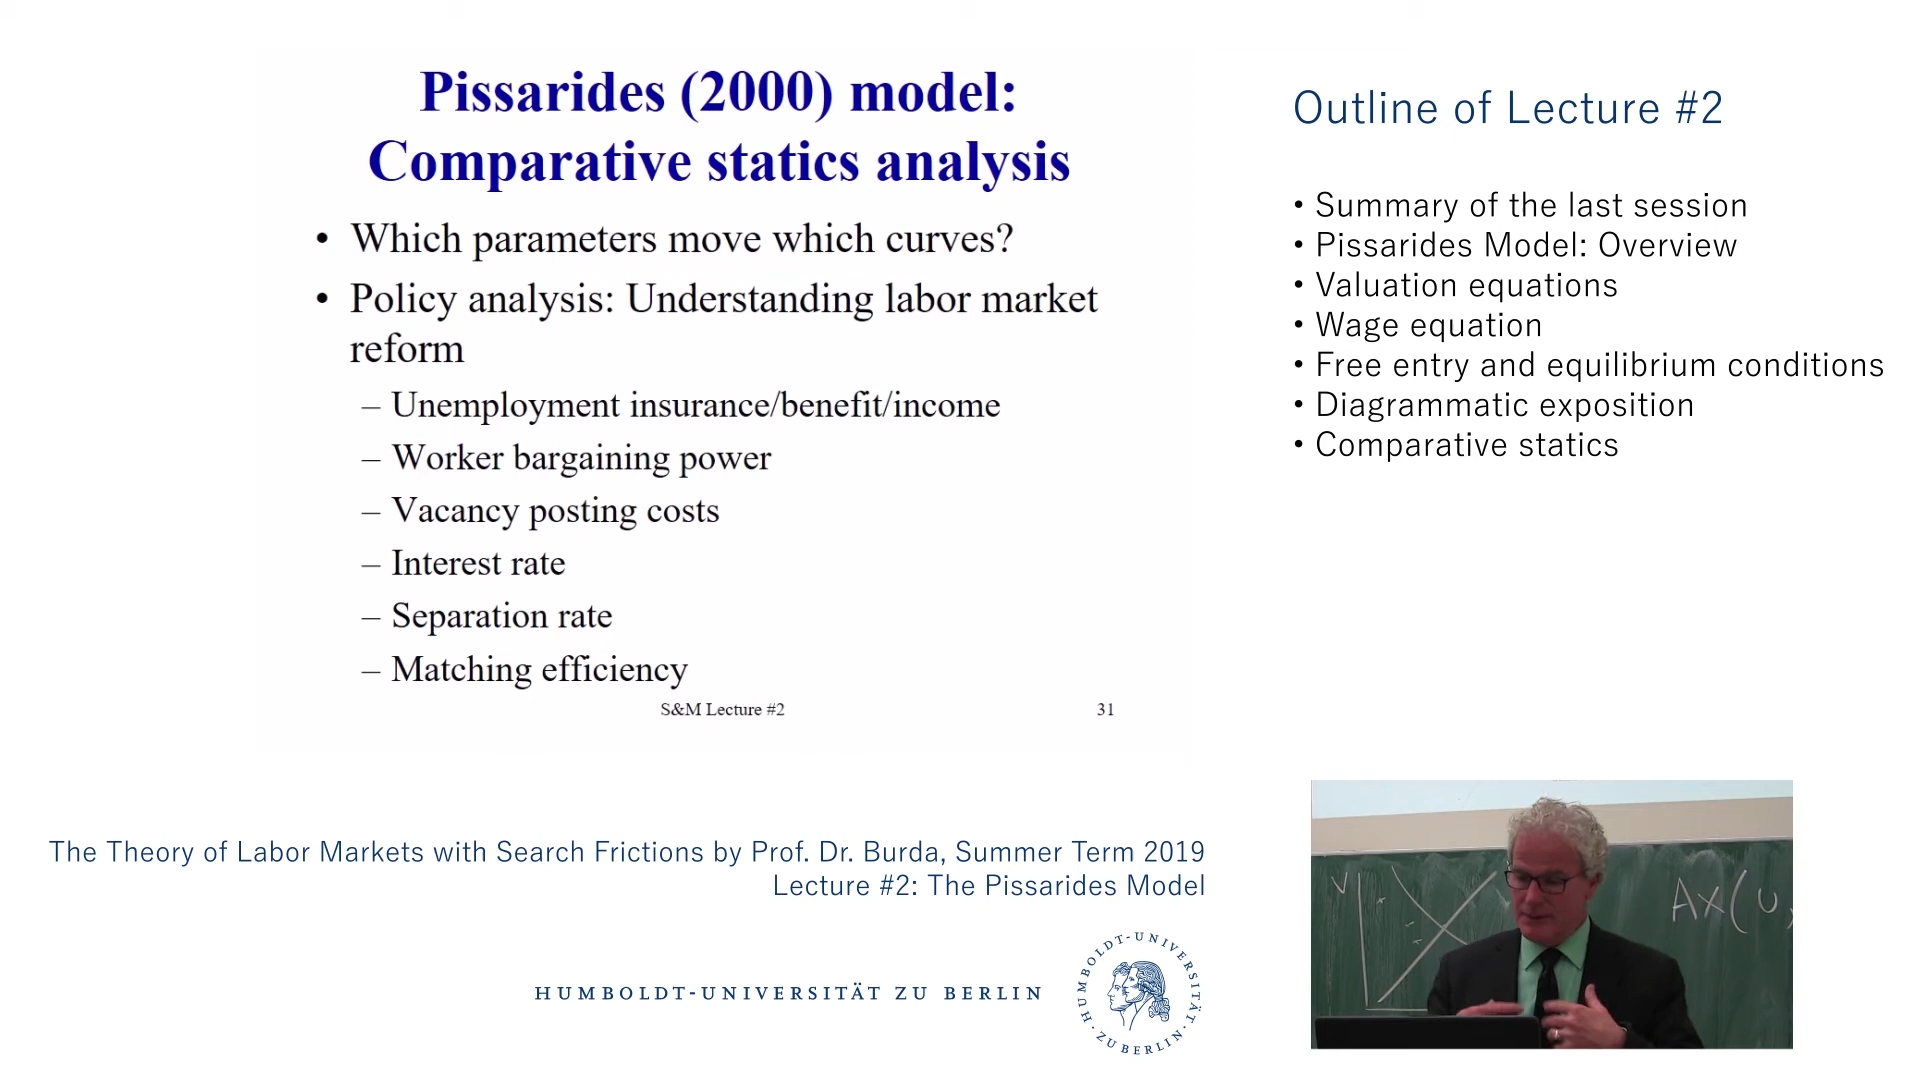 Pissarides (2000) model:
Comparative statics analysis
• Which parameters move which curves?
• Policy analysis: Understanding labor market
reform
– Unemployment insurance/benefit/income
– Worker bargaining power
– Vacancy posting costs
– Interest rate
– Separation rate
– Matching efficiency
S&M Lecture #2
31
Outline of Lecture #2
• Summary of the last session
• Pissarides Model: Overview
• Valuation equations
• Wage equation
• Free entry and equilibrium conditions
• Diagrammatic exposition
• Comparative statics
The Theory of Labor Markets with Search Frictions by Prof. Dr. Burda, Summer Term 2019
Lecture #2: The Pissarides Model
HUMBOLDT-UNIVERSITÄT ZU BERLIN
HUMBOLDT-UNIVERSITÄT · ZU BERLIN ·
V
AX(U,